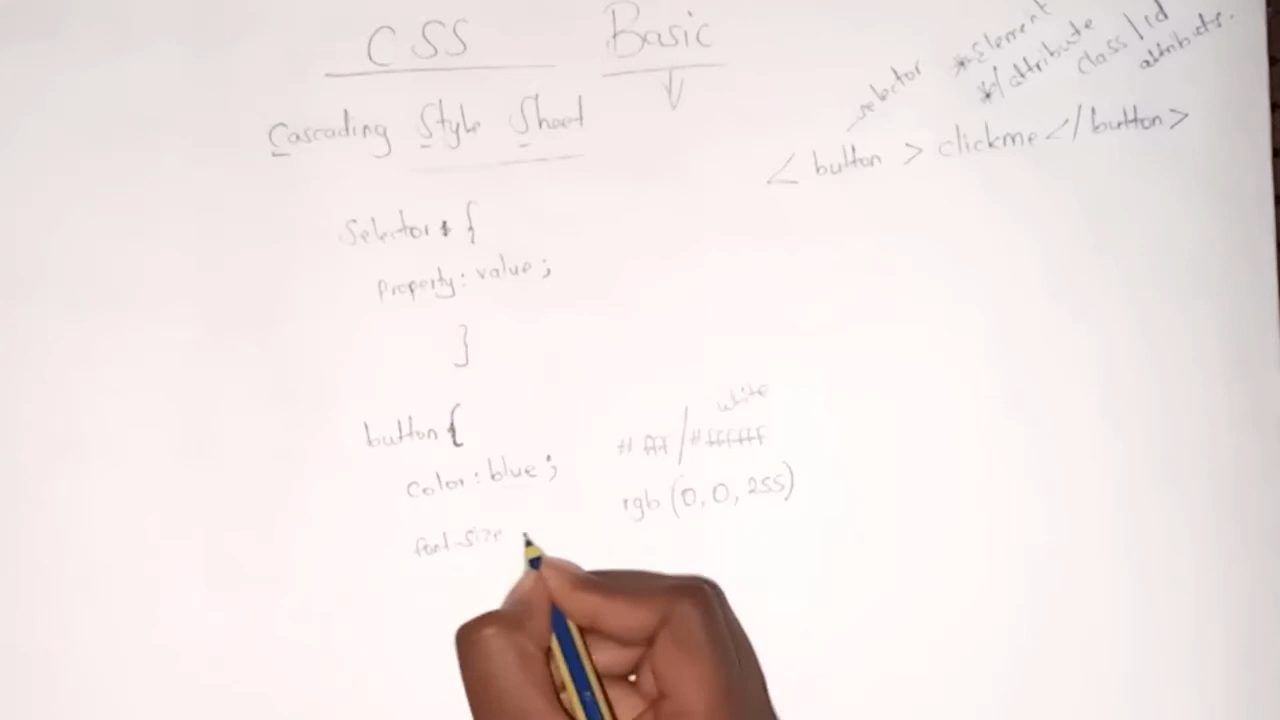 CSS Basic
Cascading Style Sheet
Selector {
property: value;
}
button {
color: blue;
font-size
white
# fff / # ffffff
rgb (0, 0, 255)
selector
* element
*/ attribute
class / id
attributes.
< button > clickme </ button >